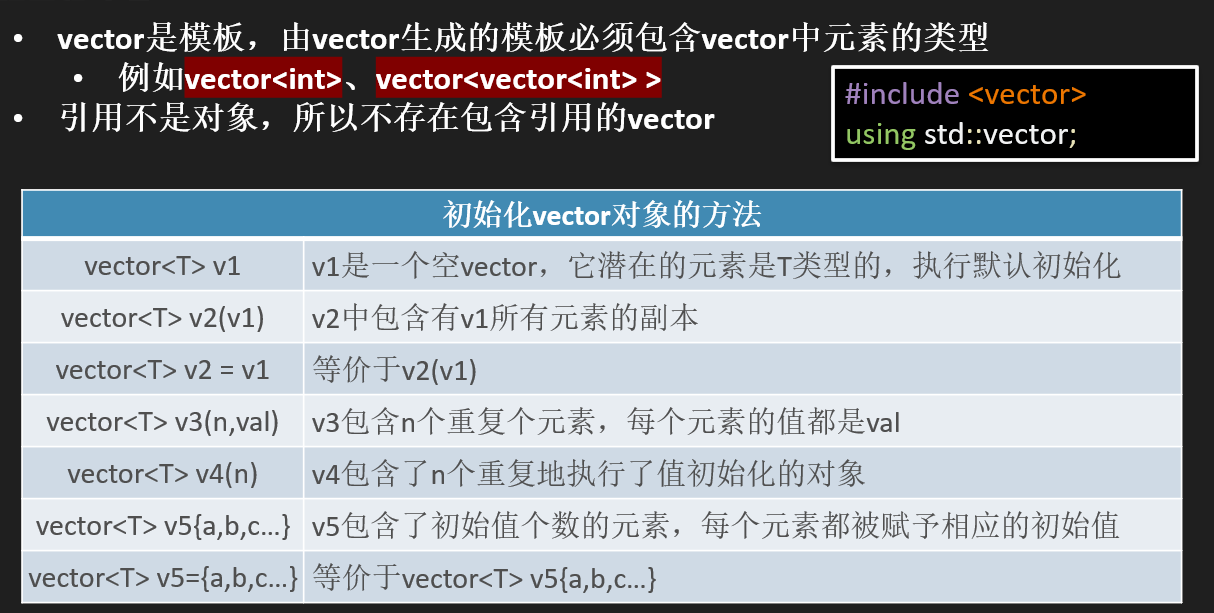 • vector是模板，由vector生成的模板必须包含vector中元素的类型
• 例如vector<int>、vector<vector<int> >
• 引用不是对象，所以不存在包含引用的vector
#include <vector>
using std::vector;
初始化vector对象的方法
vector<T> v1 v1是一个空vector，它潜在的元素是T类型的，执行默认初始化
vector<T> v2(v1) v2中包含有v1所有元素的副本
vector<T> v2 = v1 等价于v2(v1)
vector<T> v3(n,val) v3包含n个重复个元素，每个元素的值都是val
vector<T> v4(n) v4包含了n个重复地执行了值初始化的对象
vector<T> v5{a,b,c...} v5包含了初始值个数的元素，每个元素都被赋予相应的初始值
vector<T> v5={a,b,c...} 等价于vector<T> v5{a,b,c...}